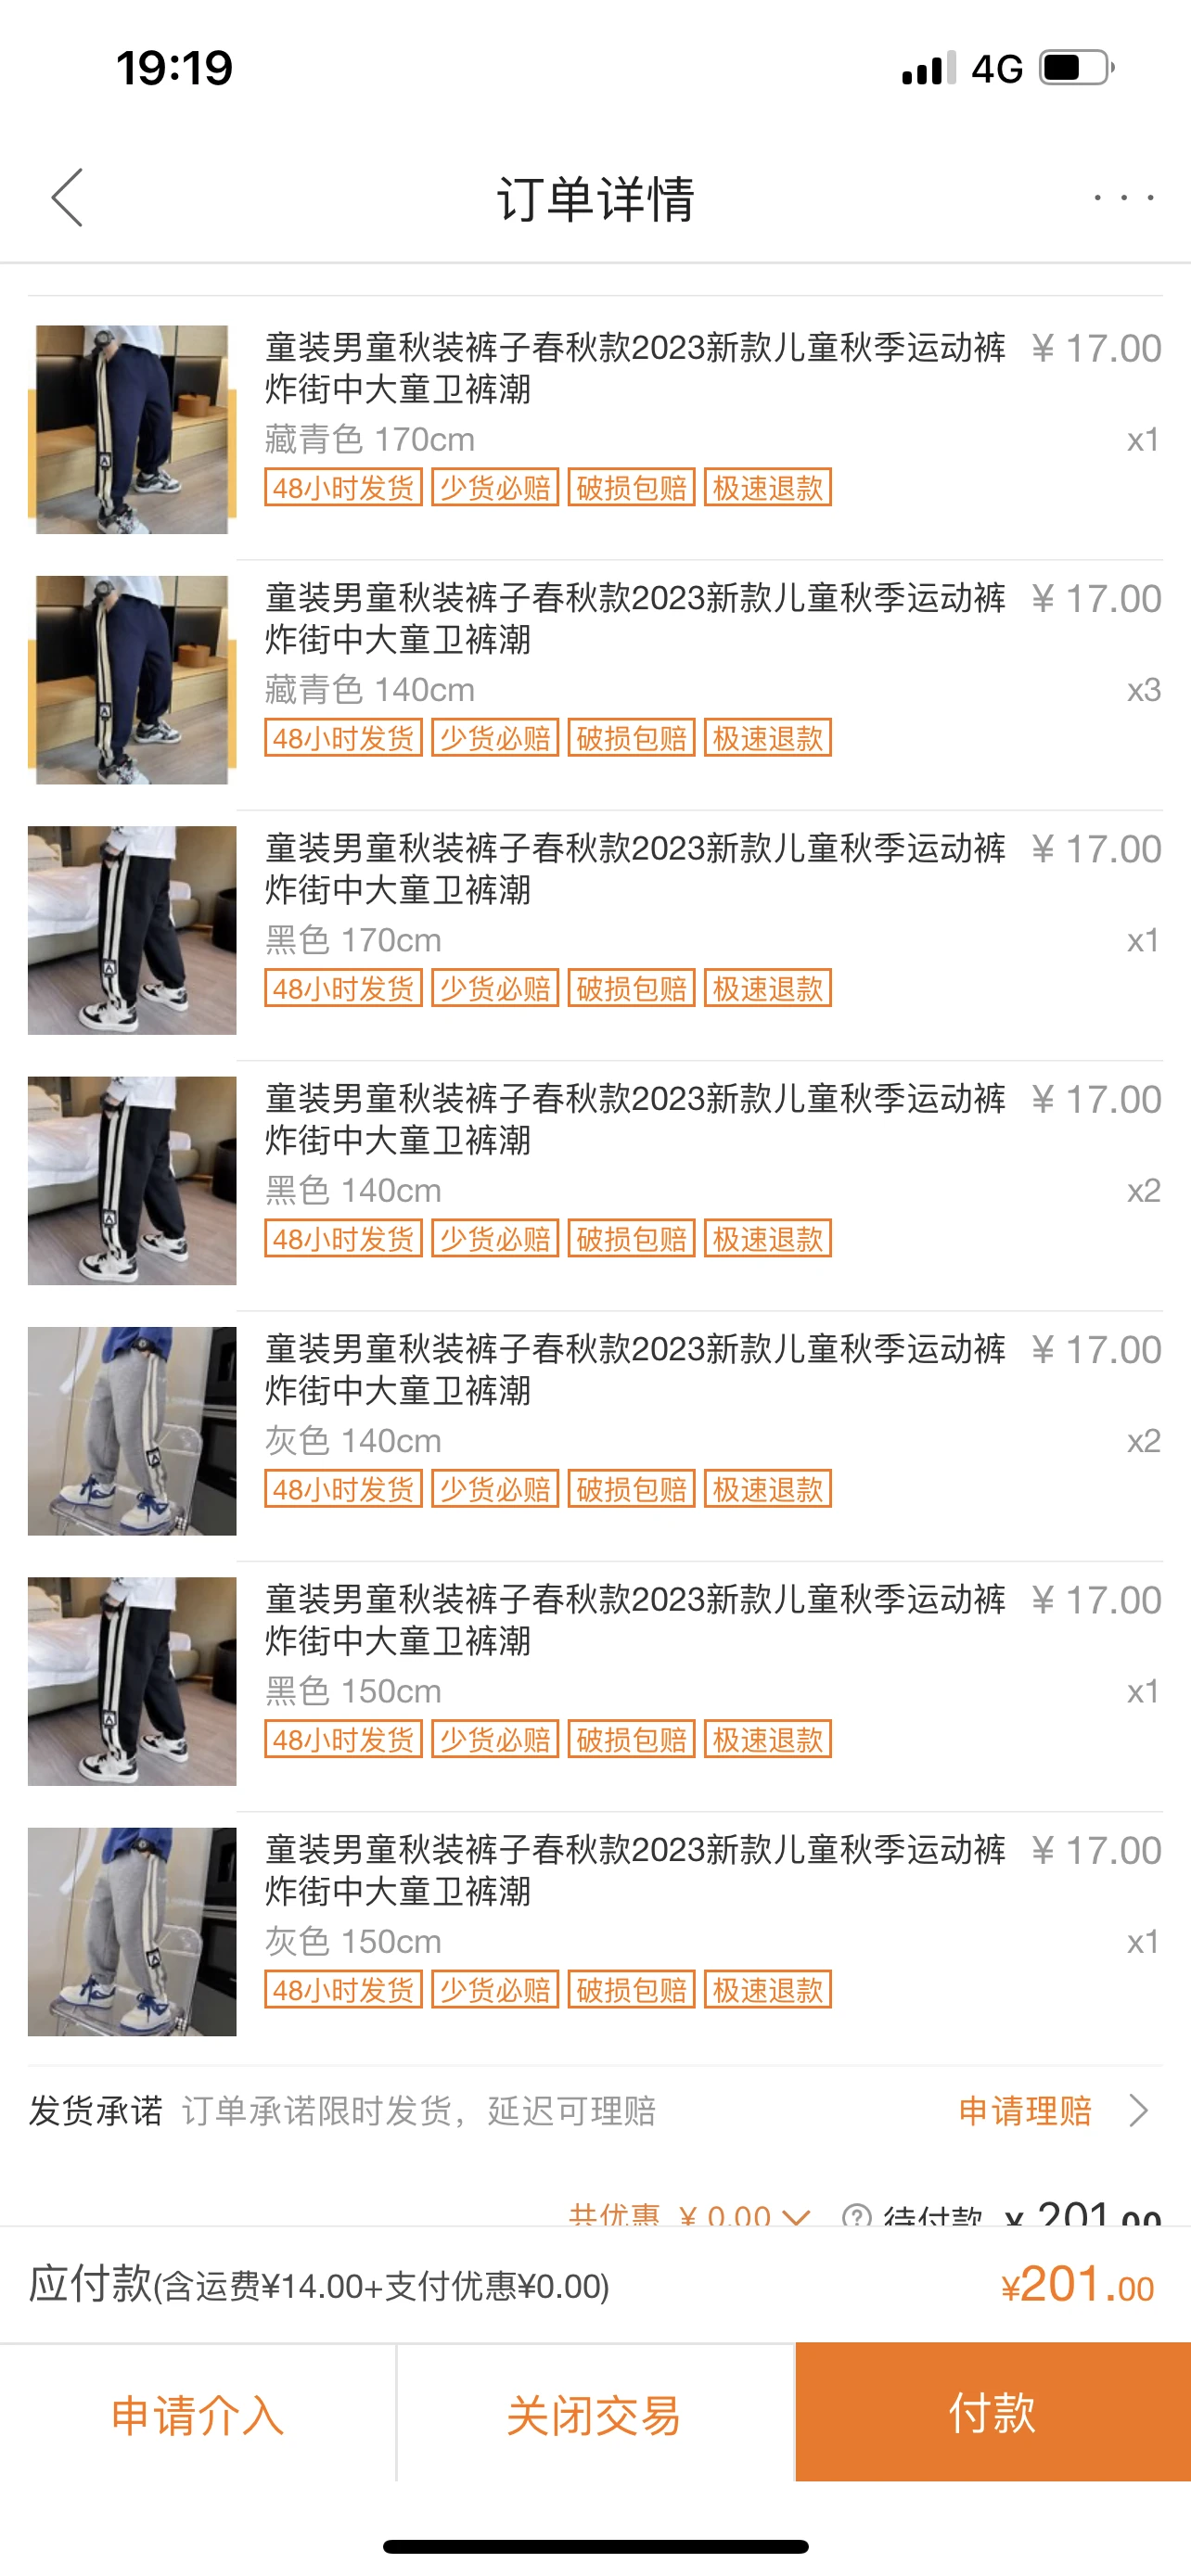 19:19
4G
订单详情
童装男童秋装裤子春秋款2023新款儿童秋季运动裤 ¥ 17.00
炸街中大童卫裤潮
藏青色 170cm x1
48小时发货 少货必赔 破损包赔 极速退款
童装男童秋装裤子春秋款2023新款儿童秋季运动裤 ¥ 17.00
炸街中大童卫裤潮
藏青色 140cm x3
48小时发货 少货必赔 破损包赔 极速退款
童装男童秋装裤子春秋款2023新款儿童秋季运动裤 ¥ 17.00
炸街中大童卫裤潮
黑色 170cm x1
48小时发货 少货必赔 破损包赔 极速退款
童装男童秋装裤子春秋款2023新款儿童秋季运动裤 ¥ 17.00
炸街中大童卫裤潮
黑色 140cm x2
48小时发货 少货必赔 破损包赔 极速退款
童装男童秋装裤子春秋款2023新款儿童秋季运动裤 ¥ 17.00
炸街中大童卫裤潮
灰色 140cm x2
48小时发货 少货必赔 破损包赔 极速退款
童装男童秋装裤子春秋款2023新款儿童秋季运动裤 ¥ 17.00
炸街中大童卫裤潮
黑色 150cm x1
48小时发货 少货必赔 破损包赔 极速退款
童装男童秋装裤子春秋款2023新款儿童秋季运动裤 ¥ 17.00
炸街中大童卫裤潮
灰色 150cm x1
48小时发货 少货必赔 破损包赔 极速退款
发货承诺 订单承诺限时发货，延迟可理赔 申请理赔
共优惠 ¥ 0.00 待付款 ¥ 201.00
应付款(含运费¥14.00+支付优惠¥0.00) ¥201.00
申请介入 关闭交易 付款